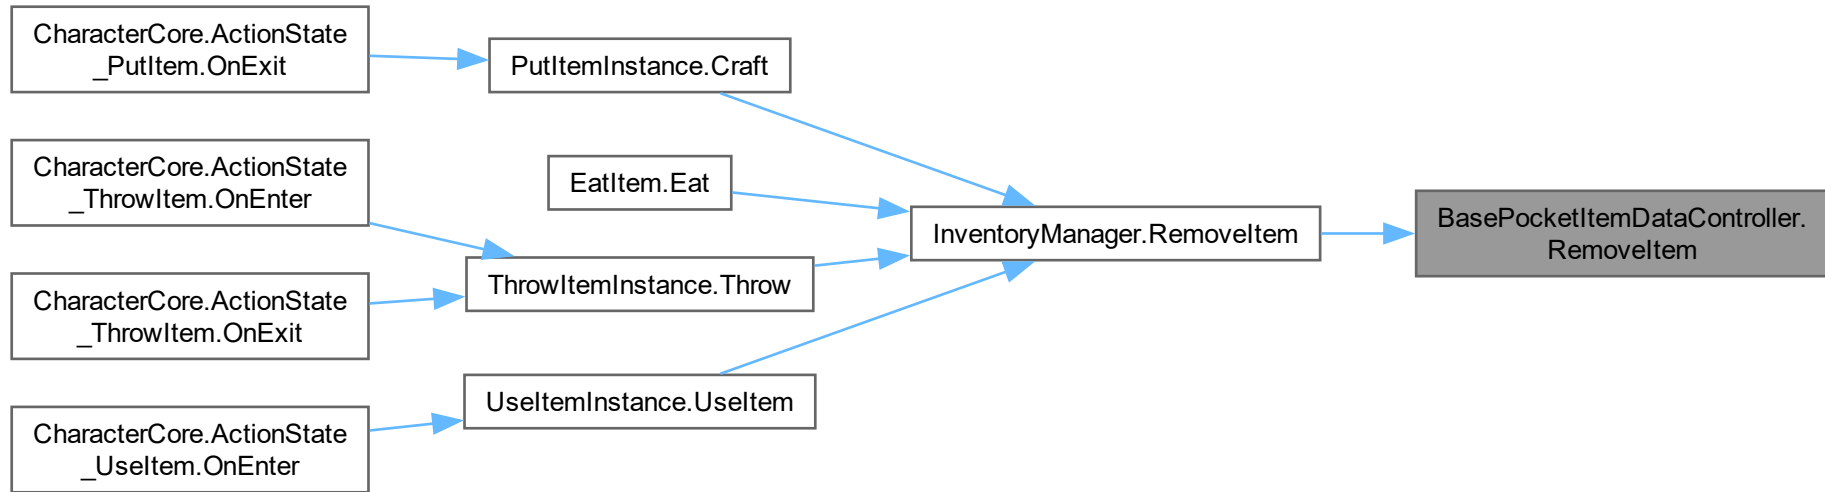 CharacterCore.ActionState
_PutItem.OnExit
PutItemInstance.Craft
CharacterCore.ActionState
_ThrowItem.OnEnter
EatItem.Eat
InventoryManager.RemoveItem
BasePocketItemDataController.
RemoveItem
ThrowItemInstance.Throw
CharacterCore.ActionState
_ThrowItem.OnExit
UseItemInstance.UseItem
CharacterCore.ActionState
_UseItem.OnEnter